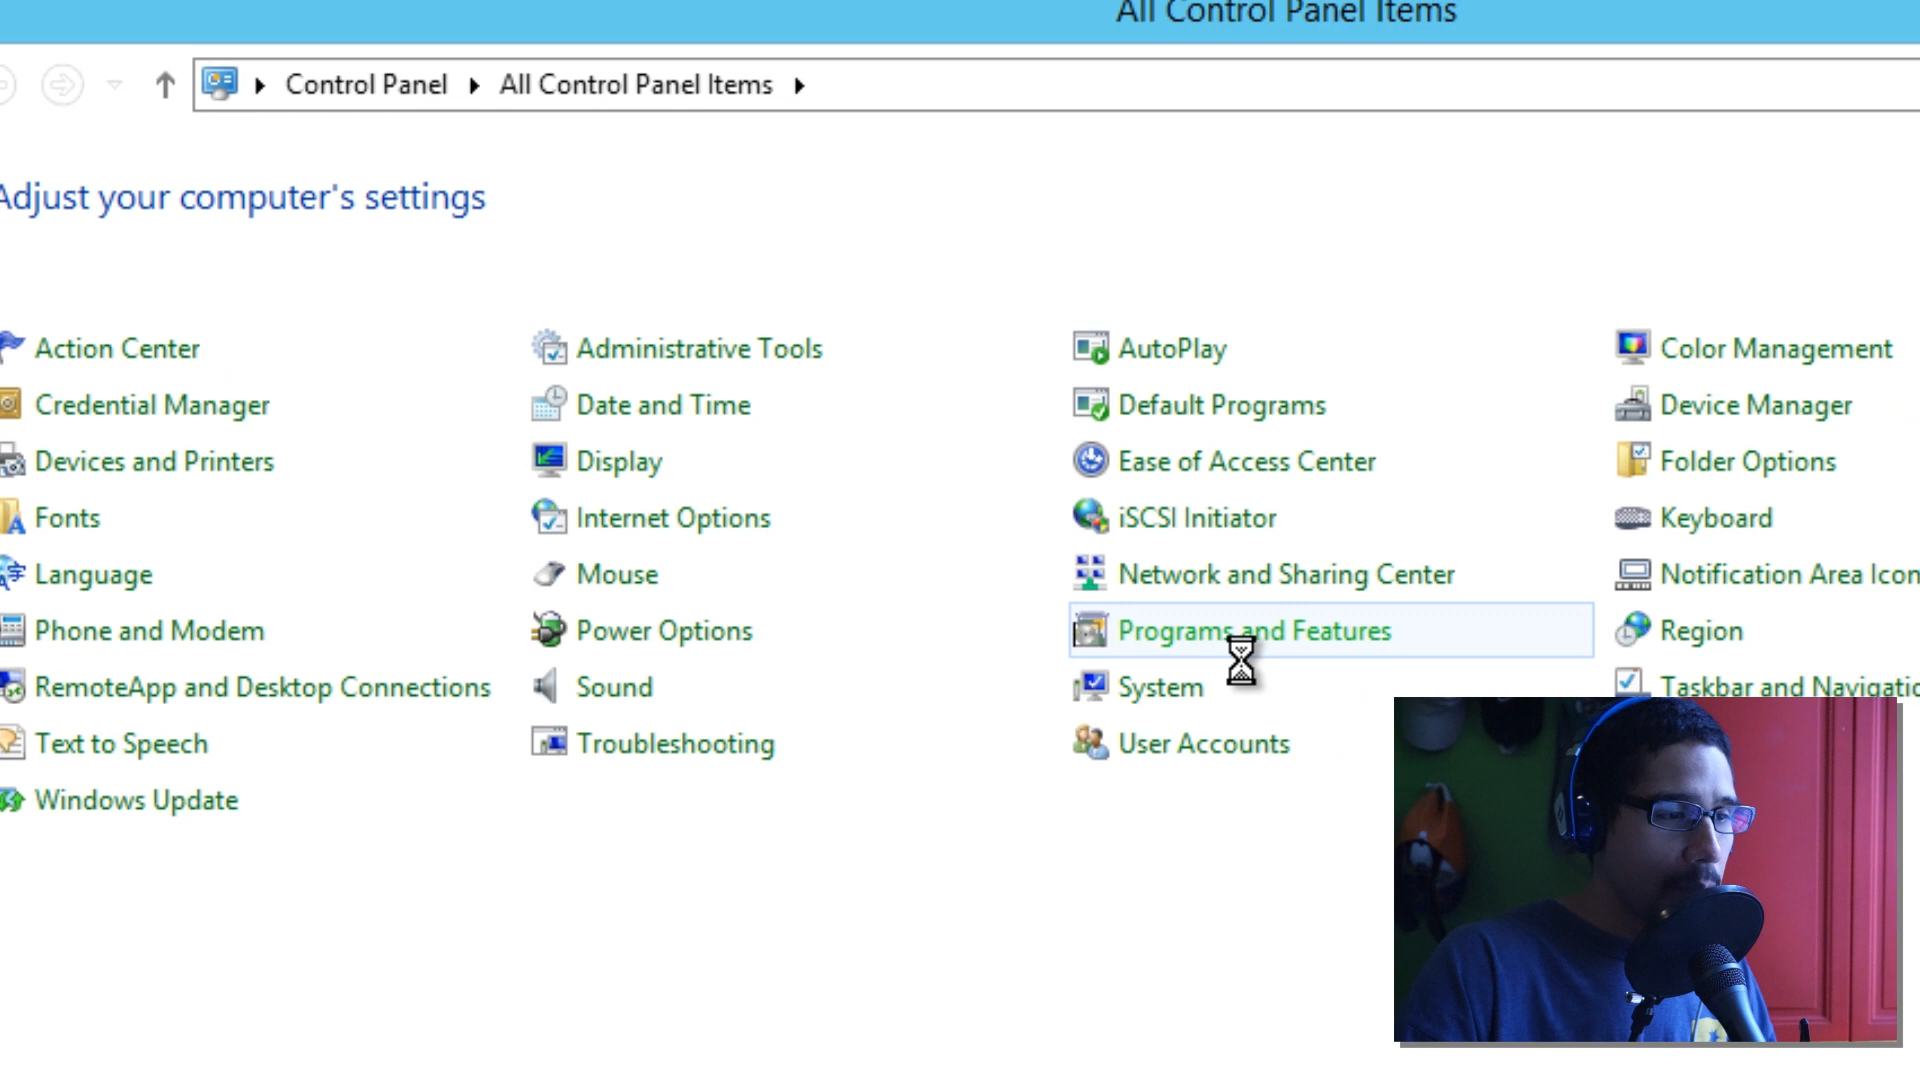 All Control Panel Items
Control Panel All Control Panel Items
Adjust your computer's settings
Action Center Administrative Tools AutoPlay Color Management
Credential Manager Date and Time Default Programs Device Manager
Devices and Printers Display Ease of Access Center Folder Options
Fonts Internet Options iSCSI Initiator Keyboard
Language Mouse Network and Sharing Center Notification Area Icon
Phone and Modem Power Options Programs and Features Region
RemoteApp and Desktop Connections Sound System Taskbar and Navigatio
Text to Speech Troubleshooting User Accounts
Windows Update